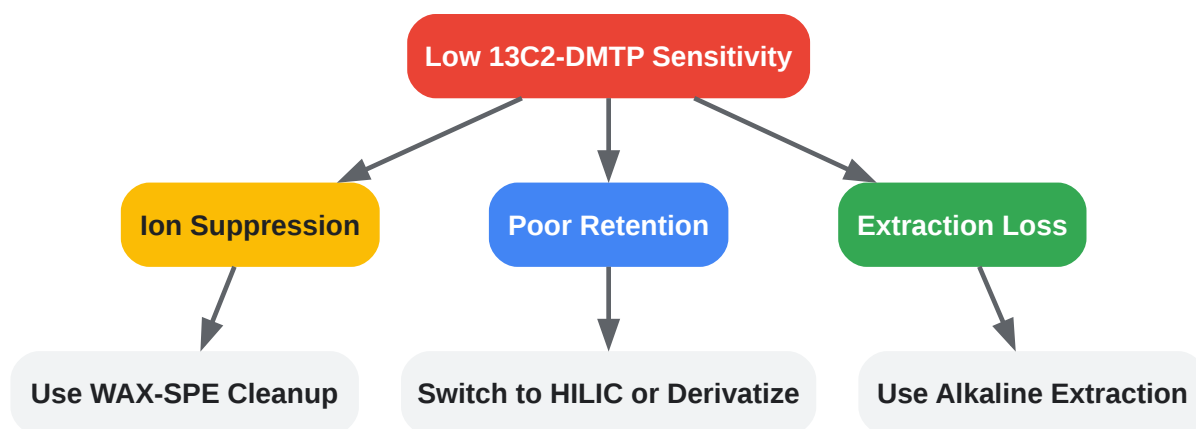 Low 13C2-DMTP Sensitivity
Ion Suppression
Poor Retention
Extraction Loss
Use WAX-SPE Cleanup
Switch to HILIC or Derivatize
Use Alkaline Extraction